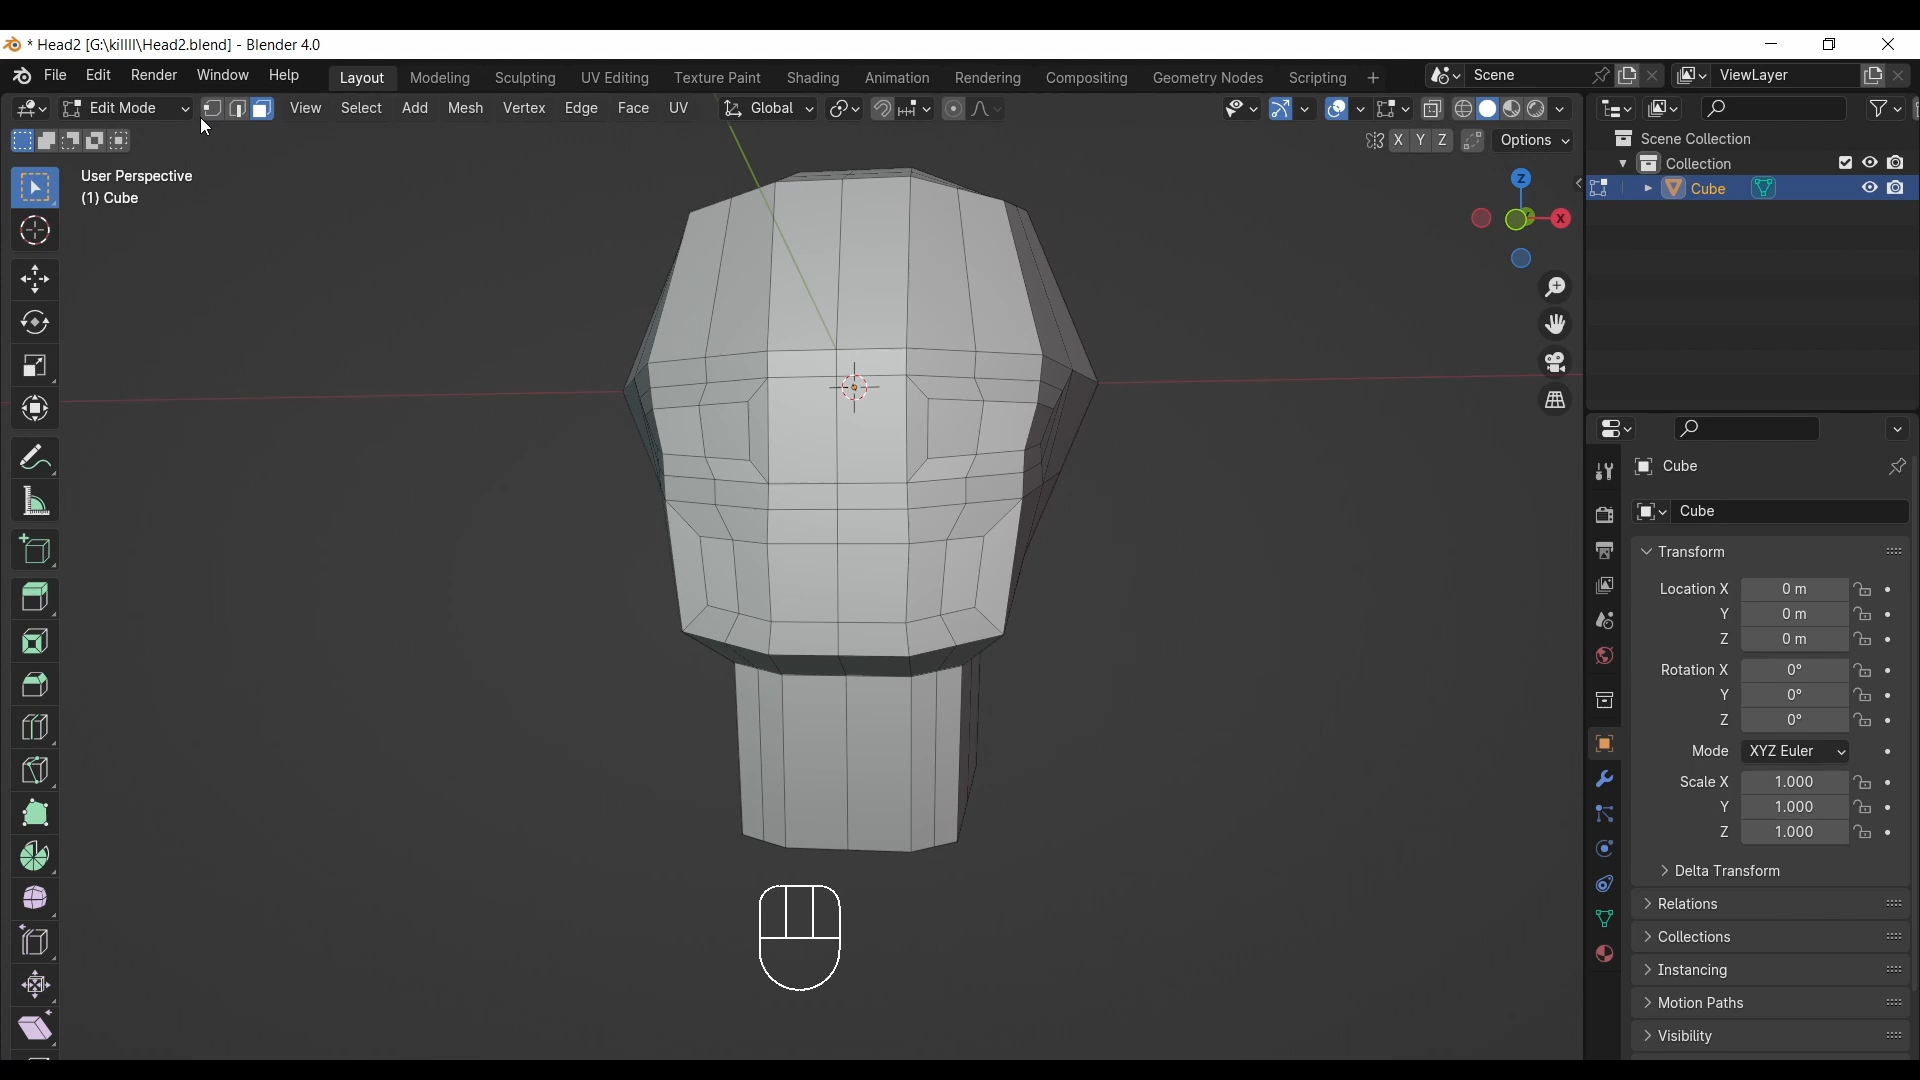 * Head2 [G:\killll\Head2.blend] - Blender 4.0
File Edit Render Window Help Layout Modeling Sculpting UV Editing Texture Paint Shading Animation Rendering Compositing Geometry Nodes Scripting + Scene ViewLayer
Edit Mode View Select Add Mesh Vertex Edge Face UV Global
X Y Z Options
User Perspective
(1) Cube
Z
X
Scene Collection
Collection
Cube
Cube
Cube
Transform
Location X 0 m
Y 0 m
Z 0 m
Rotation X 0°
Y 0°
Z 0°
Mode XYZ Euler
Scale X 1.000
Y 1.000
Z 1.000
Delta Transform
Relations
Collections
Instancing
Motion Paths
Visibility